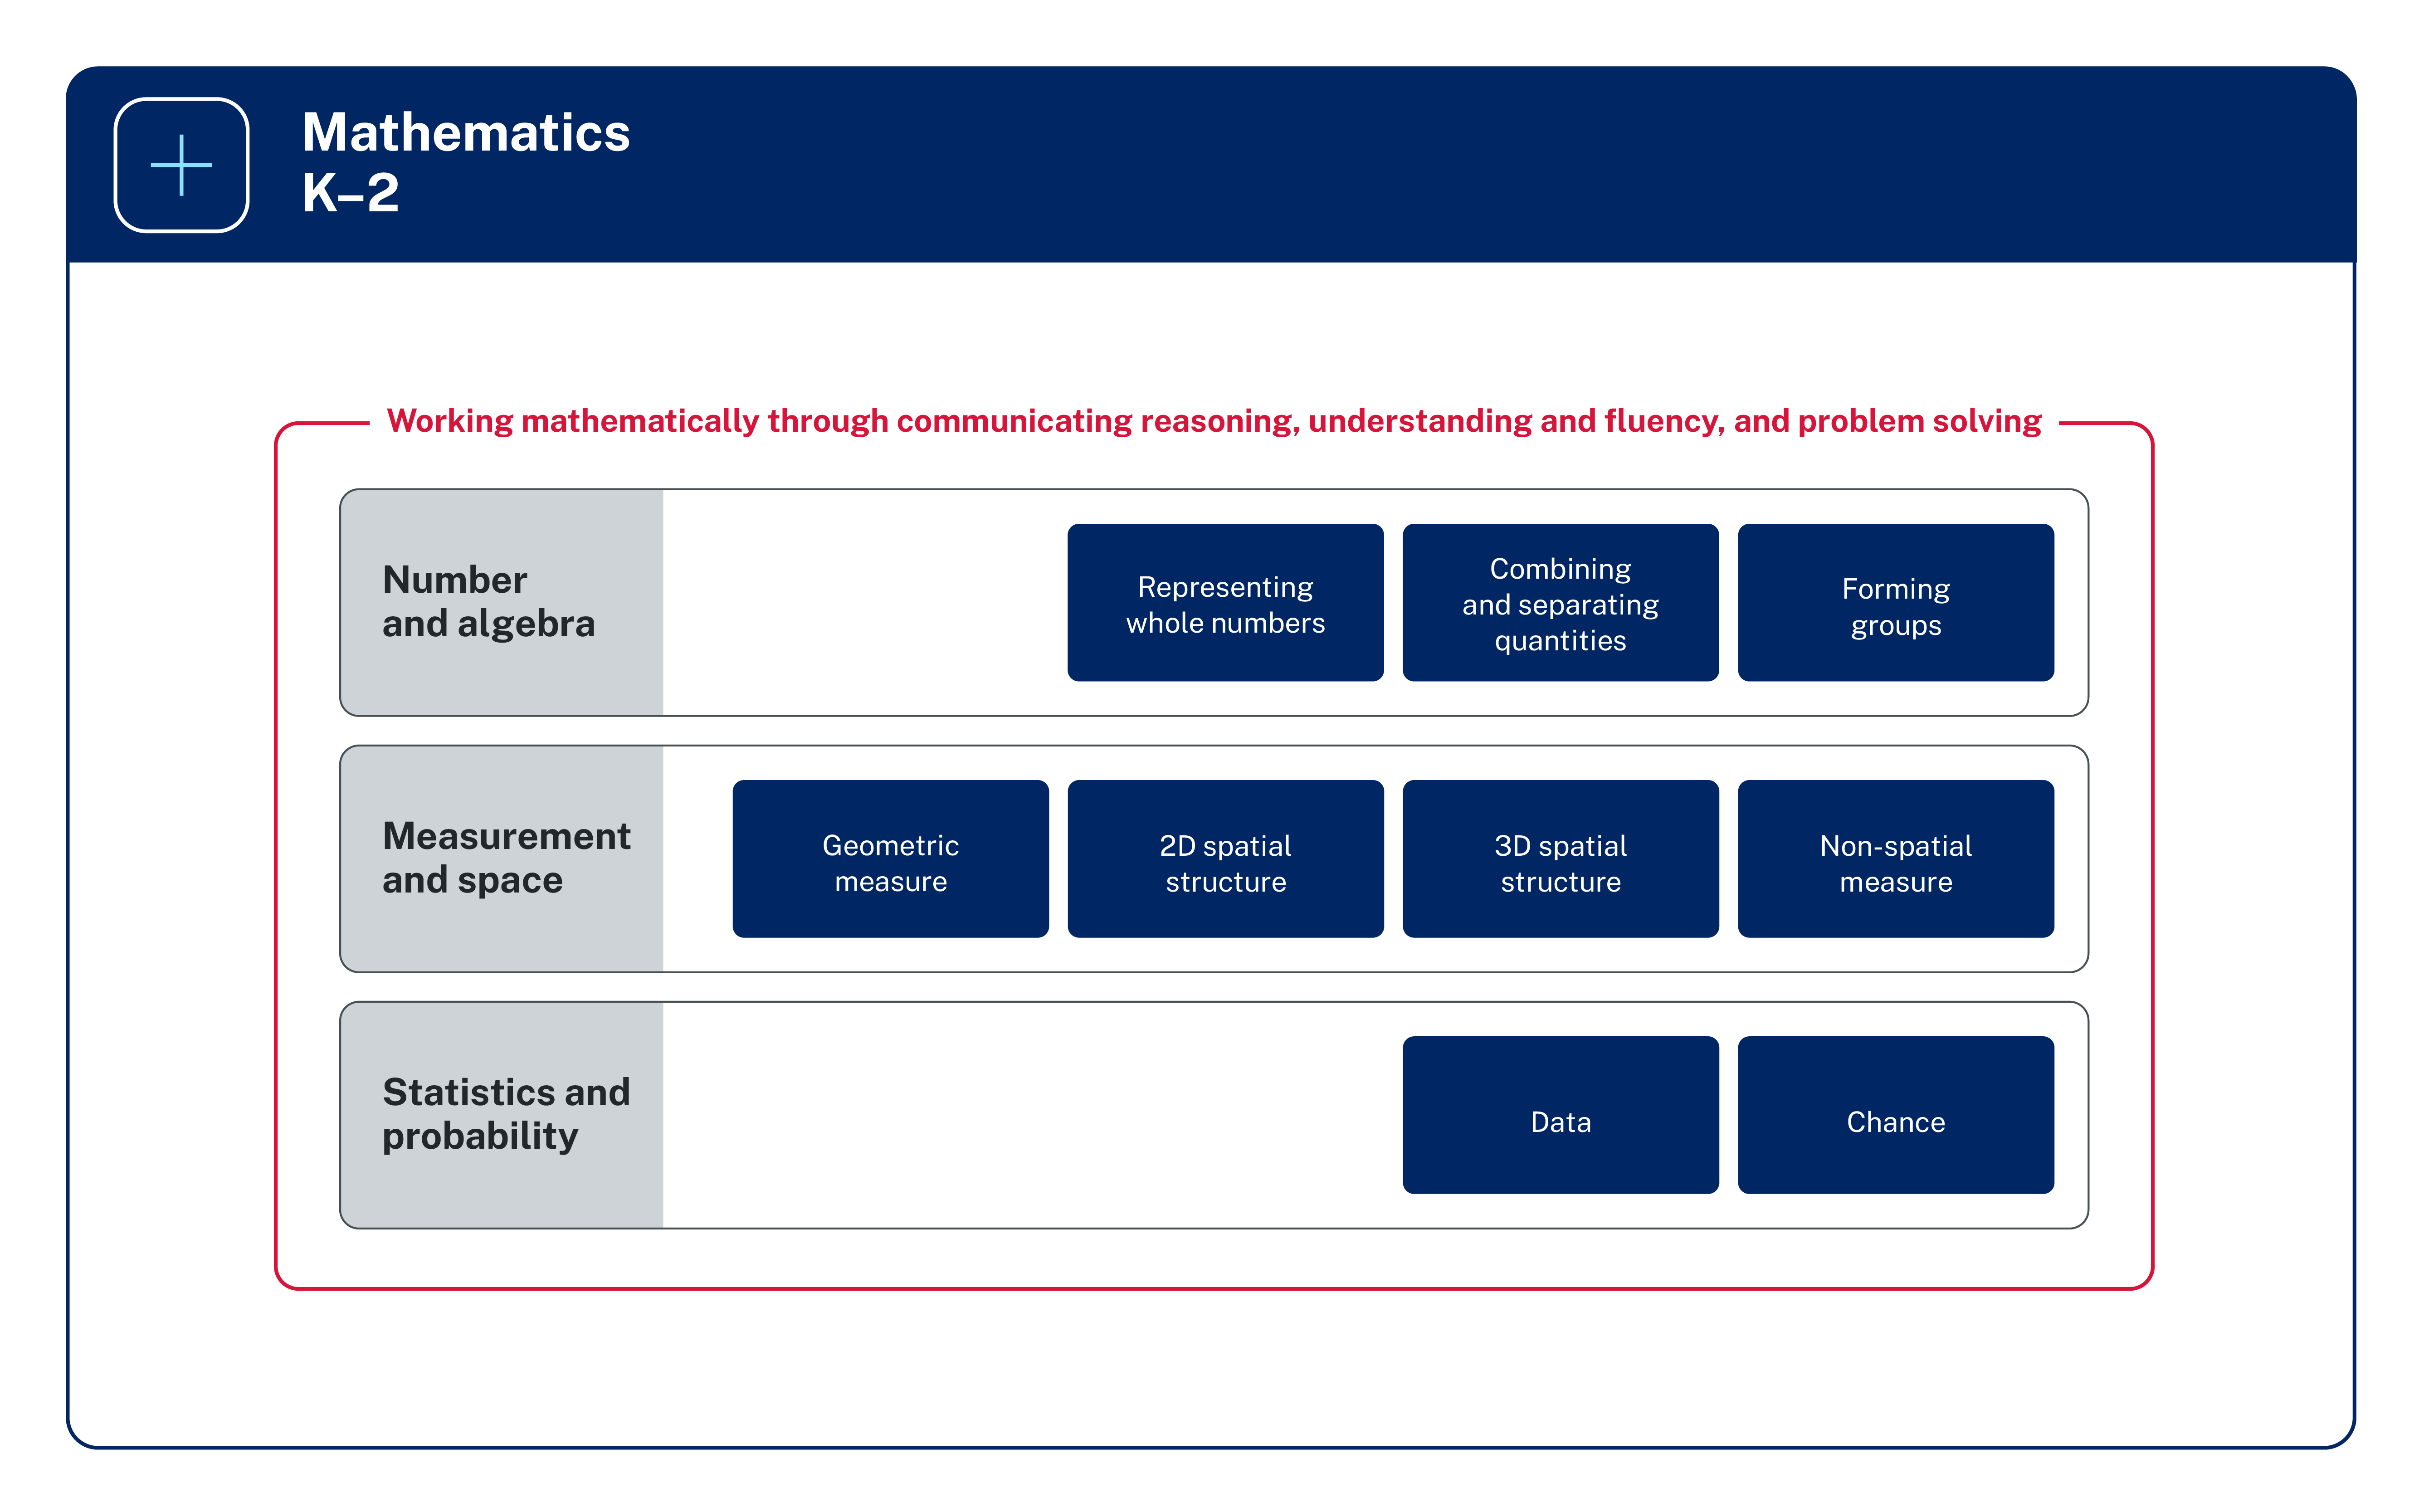 Mathematics
K–2
Working mathematically through communicating reasoning, understanding and fluency, and problem solving
Number
and algebra
Representing
whole numbers
Combining
and separating
quantities
Forming
groups
Measurement
and space
Geometric
measure
2D spatial
structure
3D spatial
structure
Non-spatial
measure
Statistics and
probability
Data
Chance